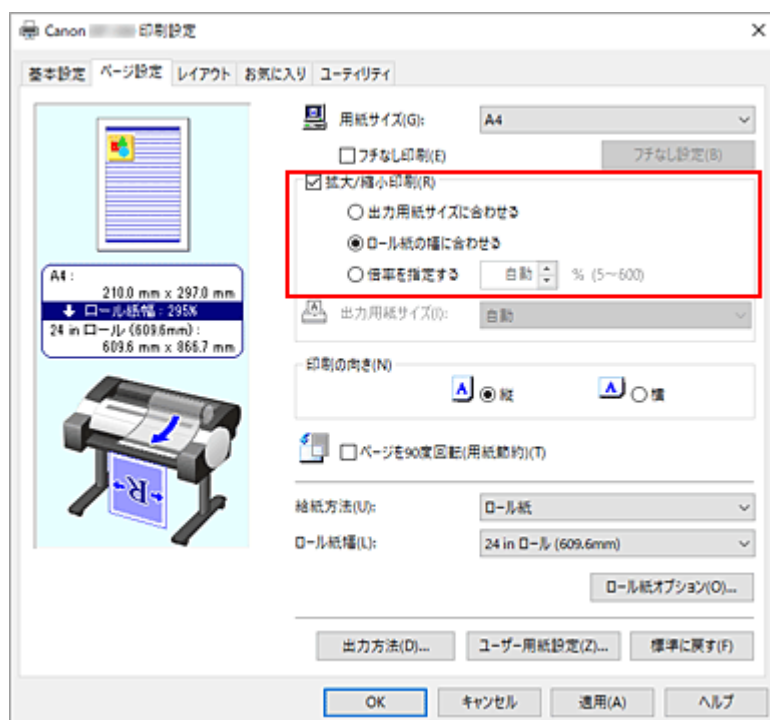 Canon 印刷設定
基本設定 ページ設定 レイアウト お気に入り ユーティリティ
用紙サイズ(G): A4
フチなし印刷(E) フチなし設定(B)
拡大/縮小印刷(R)
出力用紙サイズに合わせる
ロール紙の幅に合わせる
倍率を指定する 自動 % (5～600)
A4 :
210.0 mm x 297.0 mm
ロール紙幅 : 295%
24 in ロール (609.6mm) :
609.6 mm x 866.7 mm
出力用紙サイズ(I): 自動
印刷の向き(N)
A 縦 A 横
ページを90度回転(用紙節約)(T)
R
給紙方法(U): ロール紙
ロール紙幅(L): 24 in ロール (609.6mm)
ロール紙オプション(O)...
出力方法(D)... ユーザー用紙設定(Z)... 標準に戻す(F)
OK キャンセル 適用(A) ヘルプ